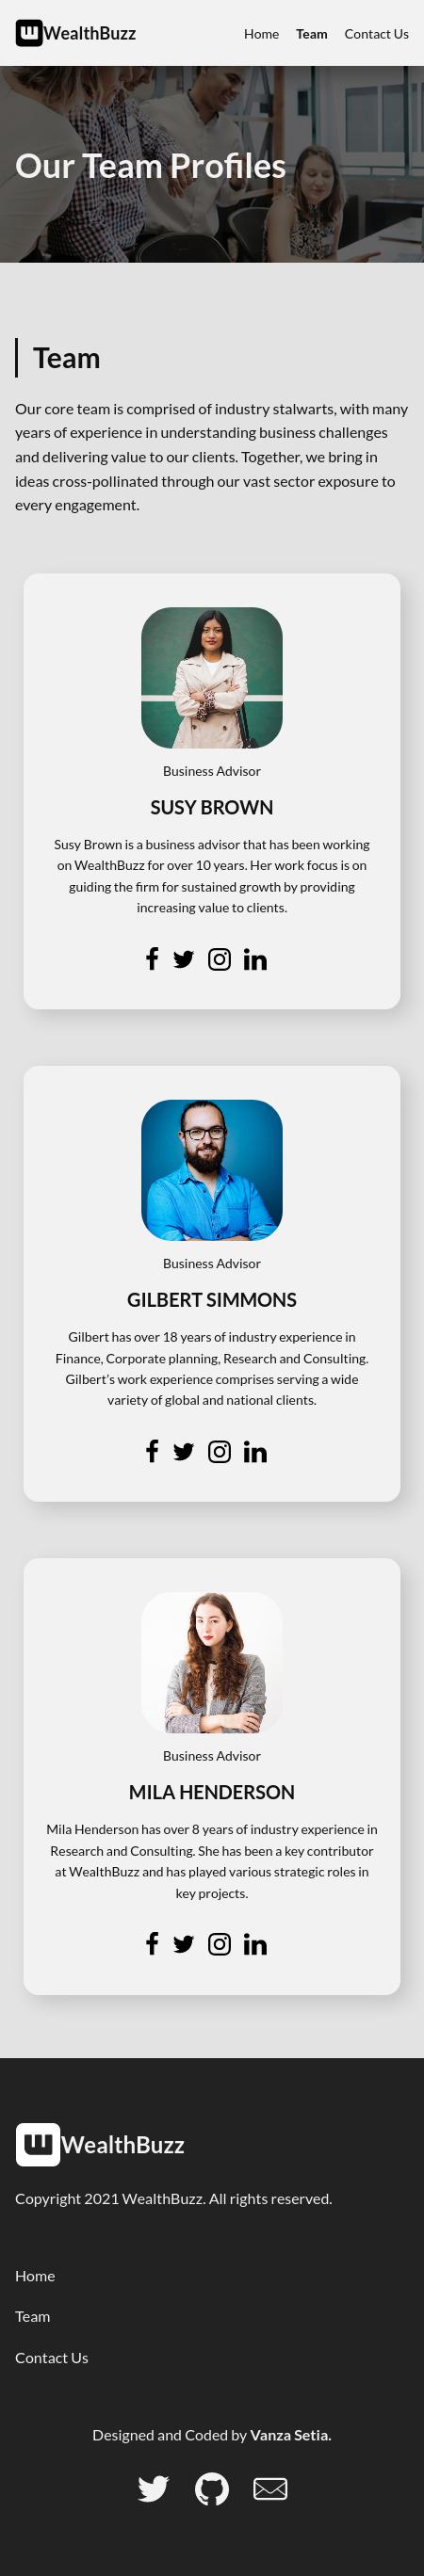 WealthBuzz
Home Team Contact Us
Our Team Profiles
Team
Our core team is comprised of industry stalwarts, with many
years of experience in understanding business challenges
and delivering value to our clients. Together, we bring in
ideas cross-pollinated through our vast sector exposure to
every engagement.
Business Advisor
SUSY BROWN
Susy Brown is a business advisor that has been working
on WealthBuzz for over 10 years. Her work focus is on
guiding the firm for sustained growth by providing
increasing value to clients.
Business Advisor
GILBERT SIMMONS
Gilbert has over 18 years of industry experience in
Finance, Corporate planning, Research and Consulting.
Gilbert’s work experience comprises serving a wide
variety of global and national clients.
Business Advisor
MILA HENDERSON
Mila Henderson has over 8 years of industry experience in
Research and Consulting. She has been a key contributor
at WealthBuzz and has played various strategic roles in
key projects.
WealthBuzz
Copyright 2021 WealthBuzz. All rights reserved.
Home
Team
Contact Us
Designed and Coded by Vanza Setia.